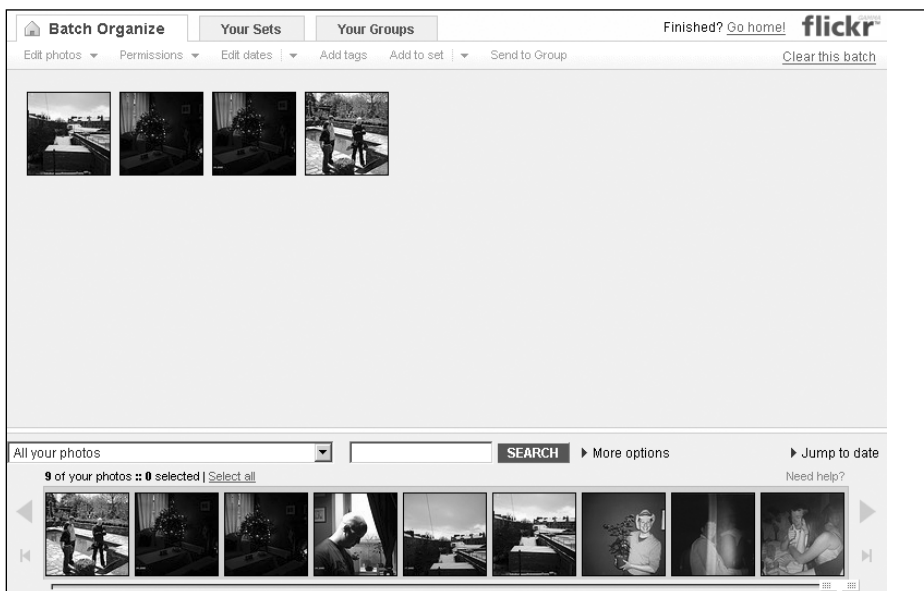 Batch Organize Your Sets Your Groups Finished? Go home! flickr GAMMA
Edit photos Permissions Edit dates Add tags Add to set Send to Group Clear this batch
All your photos SEARCH More options Jump to date
9 of your photos :: 0 selected | Select all Need help?